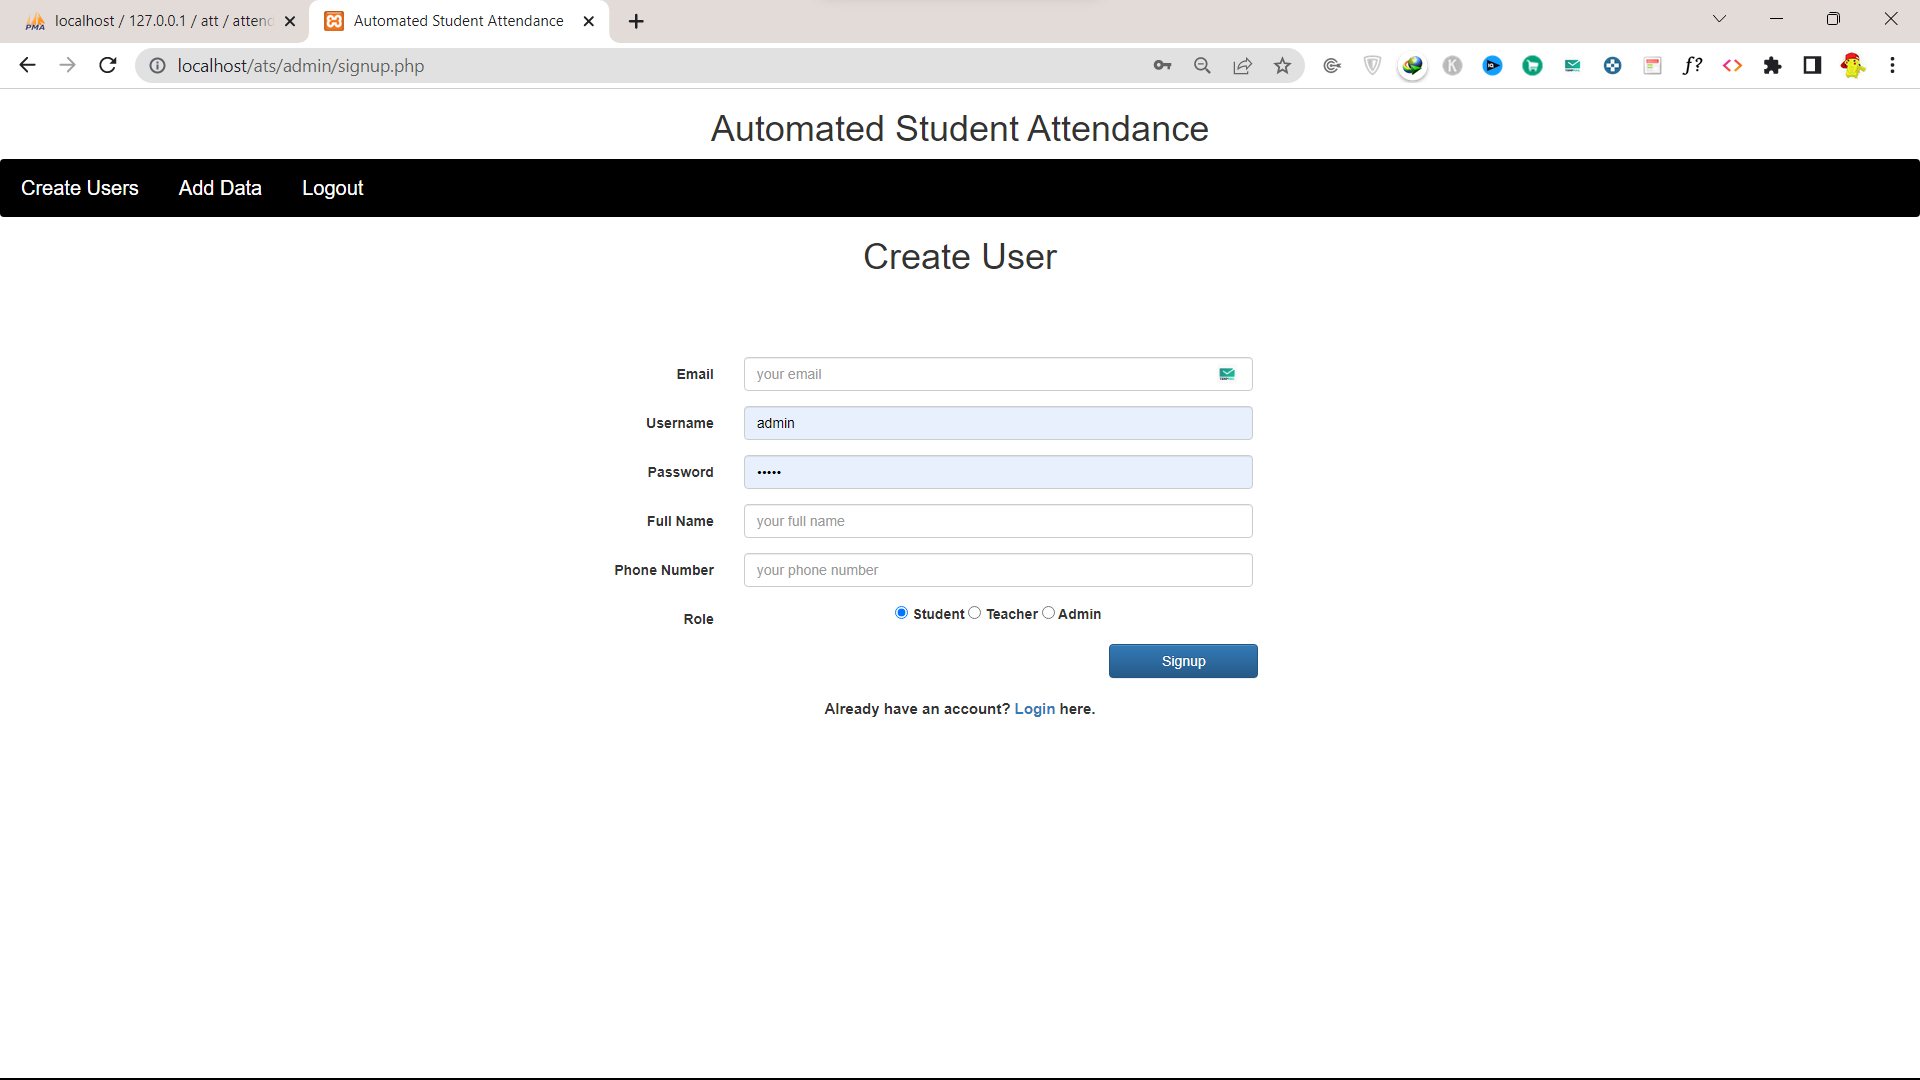 PMA localhost / 127.0.0.1 / att / attend
Automated Student Attendance
localhost/ats/admin/signup.php
K
f?
Automated Student Attendance
Create Users Add Data Logout
Create User
Email your email
Username admin
Password •••••
Full Name your full name
Phone Number your phone number
Role Student Teacher Admin
Signup
Already have an account? Login here.